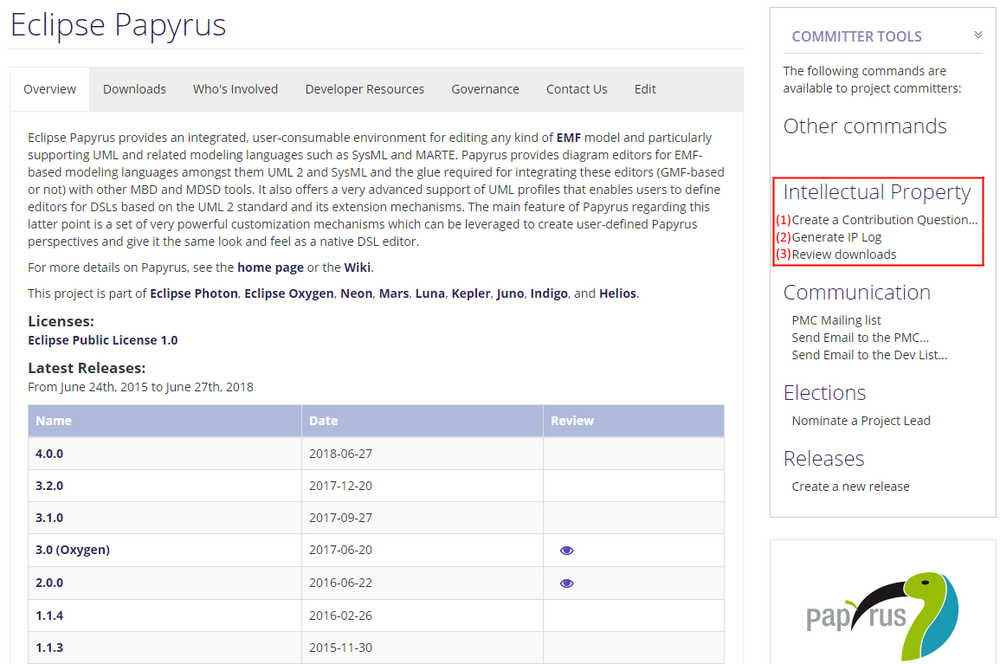 Eclipse Papyrus
Overview Downloads Who's Involved Developer Resources Governance Contact Us Edit
Eclipse Papyrus provides an integrated, user-consumable environment for editing any kind of EMF model and particularly
supporting UML and related modeling languages such as SysML and MARTE. Papyrus provides diagram editors for EMF-
based modeling languages amongst them UML 2 and SysML and the glue required for integrating these editors (GMF-based
or not) with other MBD and MDSD tools. It also offers a very advanced support of UML profiles that enables users to define
editors for DSLs based on the UML 2 standard and its extension mechanisms. The main feature of Papyrus regarding this
latter point is a set of very powerful customization mechanisms which can be leveraged to create user-defined Papyrus
perspectives and give it the same look and feel as a native DSL editor.
For more details on Papyrus, see the home page or the Wiki.
This project is part of Eclipse Photon, Eclipse Oxygen, Neon, Mars, Luna, Kepler, Juno, Indigo, and Helios.
Licenses:
Eclipse Public License 1.0
Latest Releases:
From June 24th, 2015 to June 27th, 2018
Name Date Review
4.0.0 2018-06-27
3.2.0 2017-12-20
3.1.0 2017-09-27
3.0 (Oxygen) 2017-06-20
2.0.0 2016-06-22
1.1.4 2016-02-26
1.1.3 2015-11-30
COMMITTER TOOLS
The following commands are
available to project committers:
Other commands
Intellectual Property
(1)Create a Contribution Question...
(2)Generate IP Log
(3)Review downloads
Communication
PMC Mailing list
Send Email to the PMC...
Send Email to the Dev List...
Elections
Nominate a Project Lead
Releases
Create a new release
papyrus